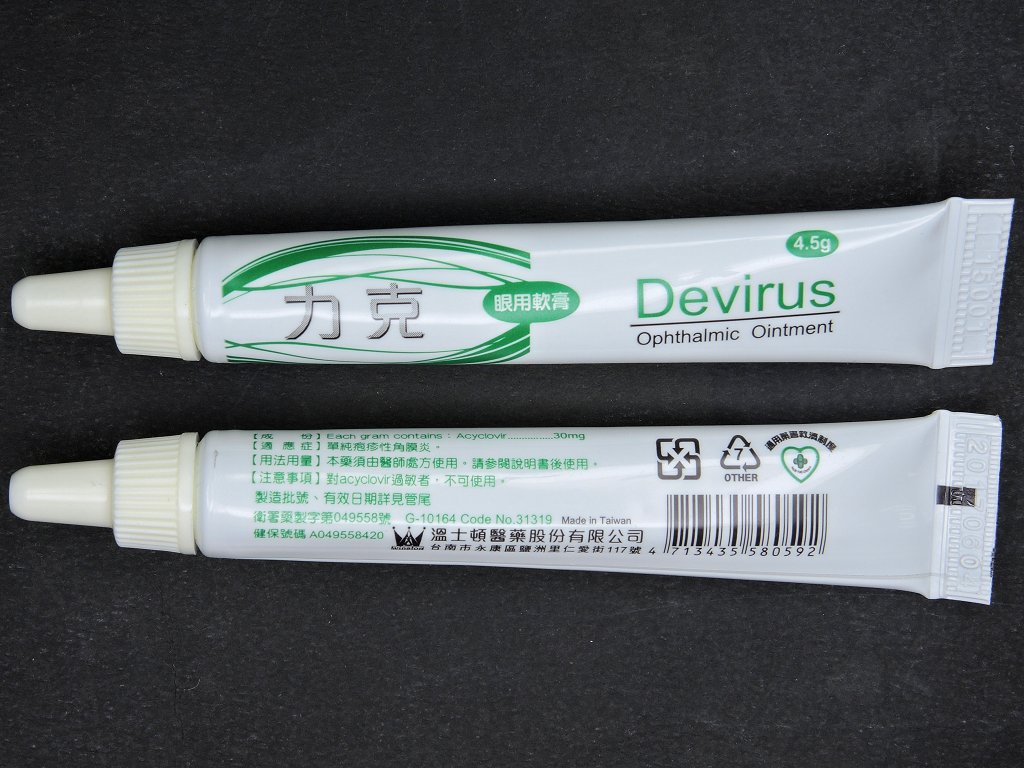 4.5g
力克
眼用軟膏
Devirus
Ophthalmic Ointment
【成 份】Each gram contains : Acyclovir...............30mg
【適 應 症】單純疱疹性角膜炎。
【用法用量】本藥須由醫師處方使用。請參閱說明書後使用。
【注意事項】對acyclovir過敏者，不可使用。
製造批號、有效日期詳見管尾
衛署藥製字第049558號 G-10164 Code No.31319 Made in Taiwan
健保號碼 A049558420
溫士頓醫藥股份有限公司
台南市永康區鹽洲里仁愛街117號
7
OTHER
4 713435 580592